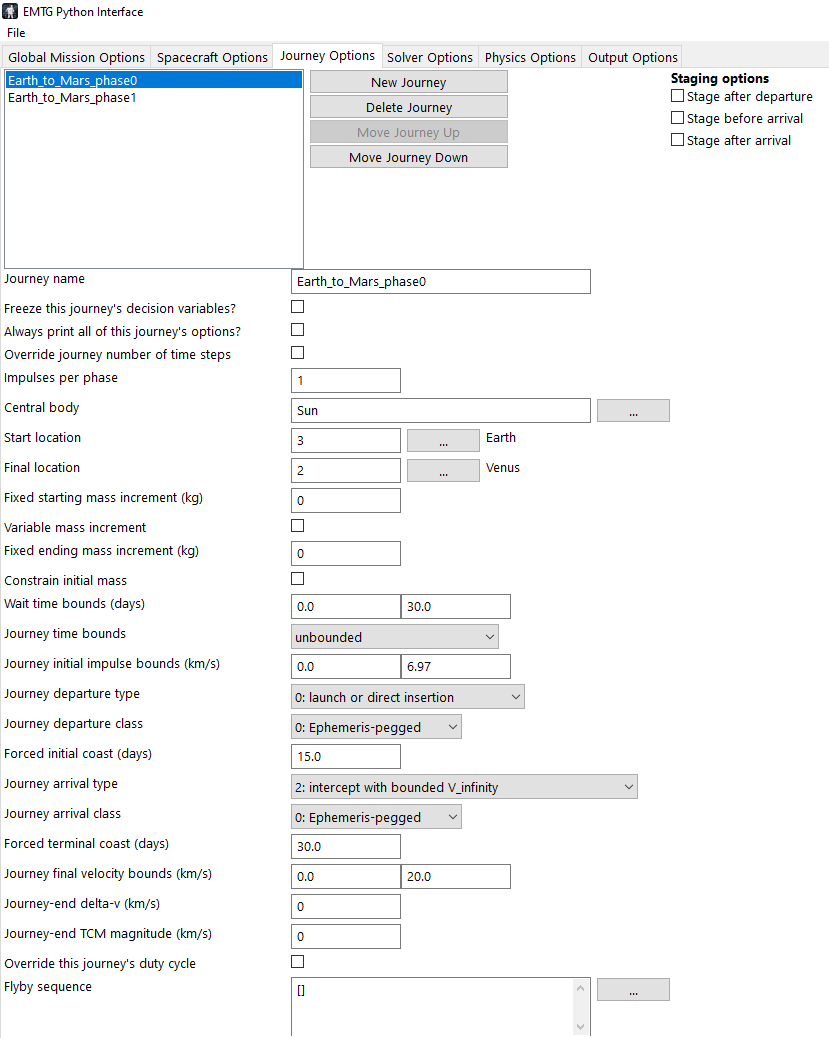 EMTG Python Interface
File
Global Mission Options Spacecraft Options Journey Options Solver Options Physics Options Output Options
Earth_to_Mars_phase0
Earth_to_Mars_phase1
New Journey
Delete Journey
Move Journey Up
Move Journey Down
Staging options
Stage after departure
Stage before arrival
Stage after arrival
Journey name Earth_to_Mars_phase0
Freeze this journey's decision variables?
Always print all of this journey's options?
Override journey number of time steps
Impulses per phase 1
Central body Sun ...
Start location 3 ... Earth
Final location 2 ... Venus
Fixed starting mass increment (kg) 0
Variable mass increment
Fixed ending mass increment (kg) 0
Constrain initial mass
Wait time bounds (days) 0.0 30.0
Journey time bounds unbounded
Journey initial impulse bounds (km/s) 0.0 6.97
Journey departure type 0: launch or direct insertion
Journey departure class 0: Ephemeris-pegged
Forced initial coast (days) 15.0
Journey arrival type 2: intercept with bounded V_infinity
Journey arrival class 0: Ephemeris-pegged
Forced terminal coast (days) 30.0
Journey final velocity bounds (km/s) 0.0 20.0
Journey-end delta-v (km/s) 0
Journey-end TCM magnitude (km/s) 0
Override this journey's duty cycle
Flyby sequence [] ...